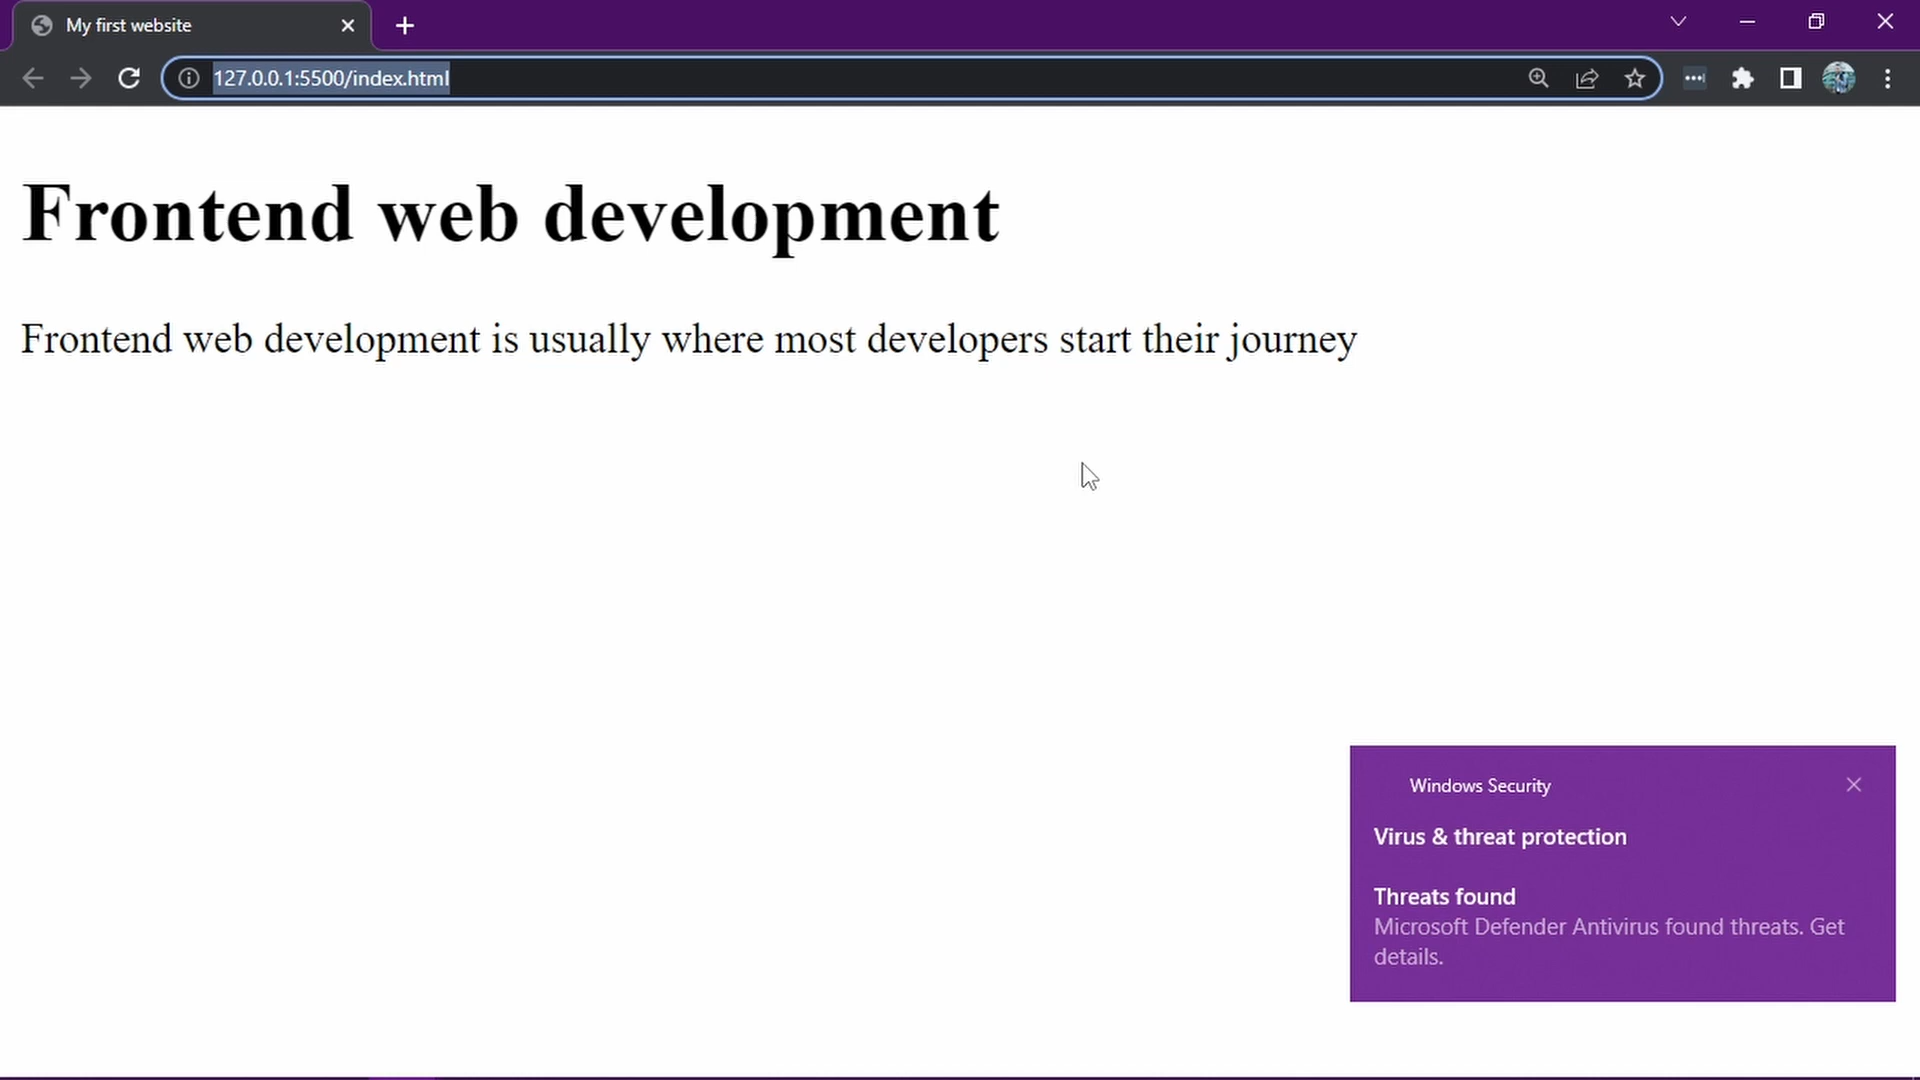 My first website
127.0.0.1:5500/index.html
Frontend web development
Frontend web development is usually where most developers start their journey
Windows Security
Virus & threat protection
Threats found
Microsoft Defender Antivirus found threats. Get
details.